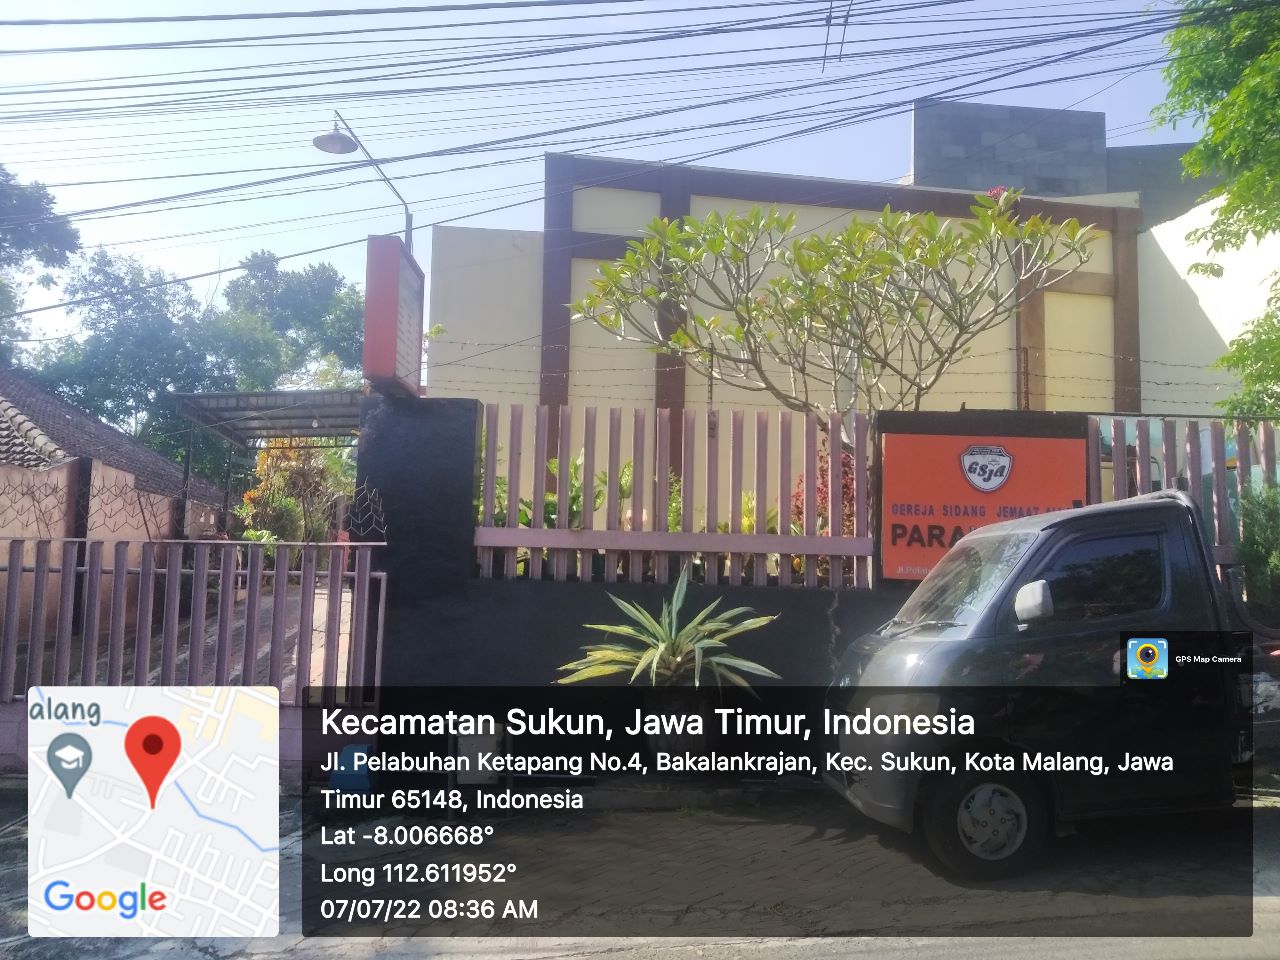 GSJA
GEREJA SIDANG JEMAAT
PARA
Jl.Pelab
GPS Map Camera
alang
Google
Kecamatan Sukun, Jawa Timur, Indonesia
Jl. Pelabuhan Ketapang No.4, Bakalankrajan, Kec. Sukun, Kota Malang, Jawa
Timur 65148, Indonesia
Lat -8.006668°
Long 112.611952°
07/07/22 08:36 AM